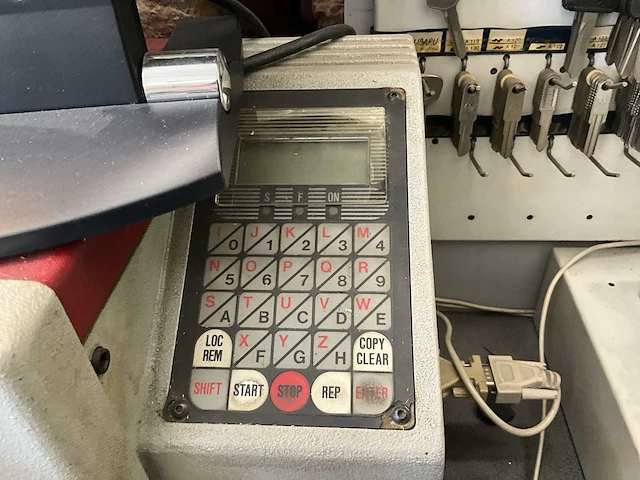 SUBARU
S F ON
I 0 J 1 K 2 L 3 M 4
N 5 O 6 P 7 Q 8 R 9
S A T B U C V D W E
LOC REM X F Y G Z H COPY CLEAR
SHIFT START STOP REP ENTER